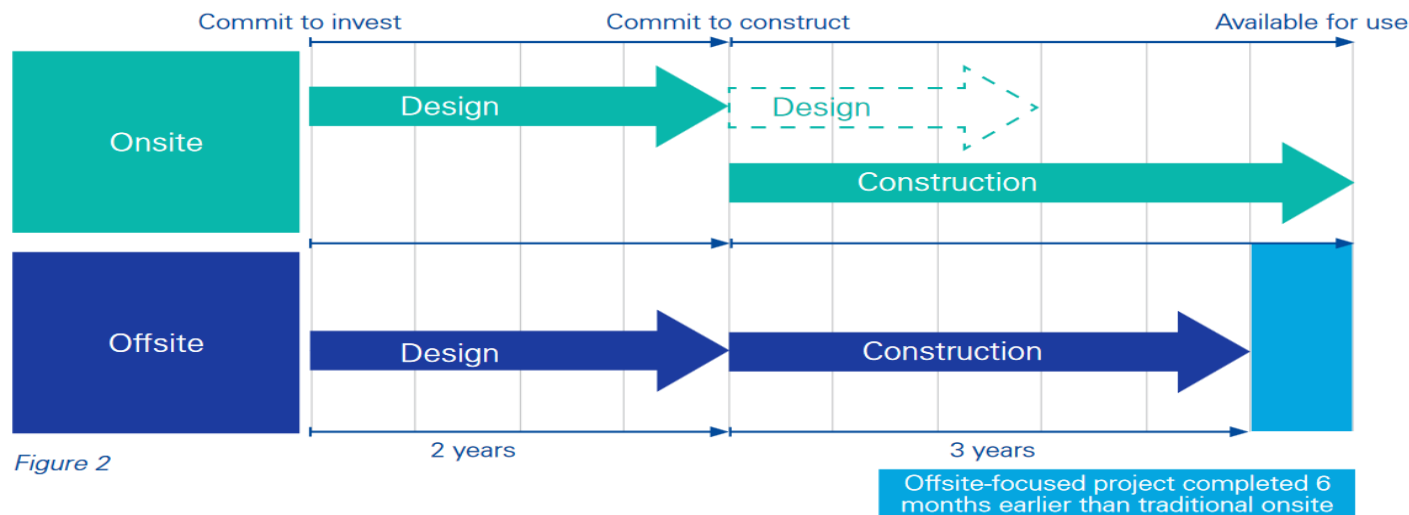 Commit to invest
Commit to construct
Available for use
Onsite
Design
Design
Construction
Offsite
Design
Construction
2 years
3 years
Figure 2
Offsite-focused project completed 6
months earlier than traditional onsite